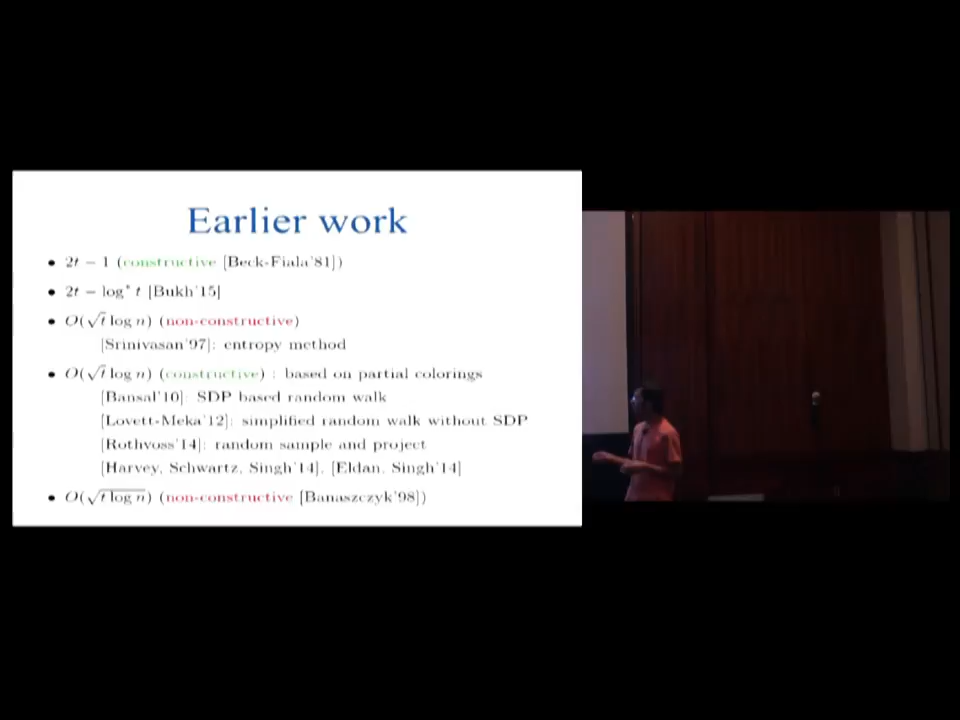 Earlier work
• 2t − 1 (constructive [Beck-Fiala'81])
• 2t − log* t [Bukh'15]
• O(√t log n) (non-constructive)
[Srinivasan'97]: entropy method
• O(√t log n) (constructive) : based on partial colorings
[Bansal'10]: SDP based random walk
[Lovett-Meka'12]: simplified random walk without SDP
[Rothvoss'14]: random sample and project
[Harvey, Schwartz, Singh'14], [Eldan, Singh'14]
• O(√(t log n)) (non-constructive [Banaszczyk'98])